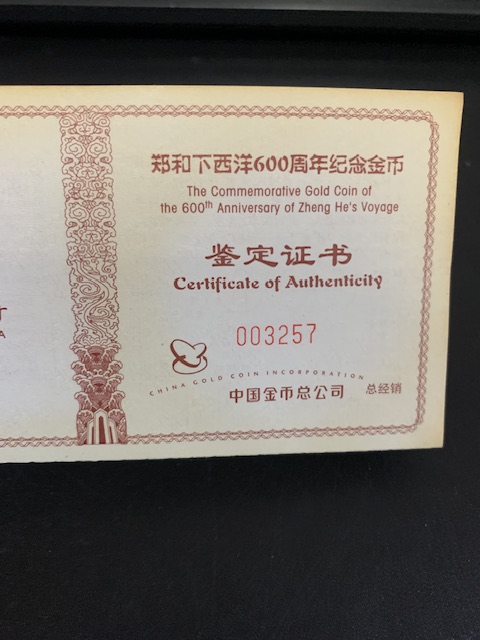 郑和下西洋600周年纪念金币
The Commemorative Gold Coin of
the 600th Anniversary of Zheng He's Voyage
鉴定证书
Certificate of Authenticity
003257
CHINA GOLD COIN INCORPORATION
中国金币总公司 总经销
A